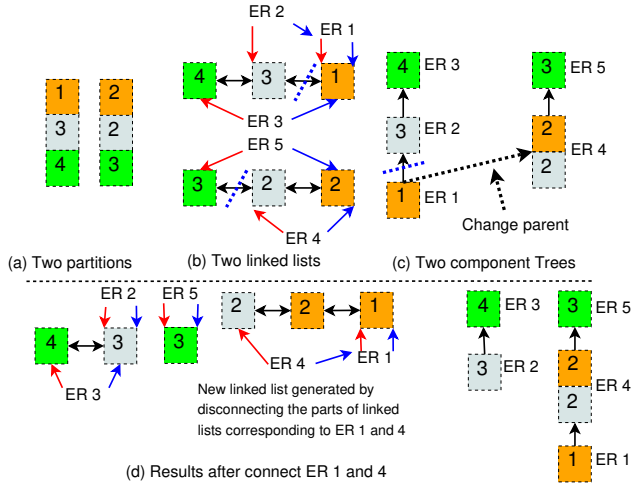 ER 2
ER 1
4
3
1
ER 3
ER 5
3
2
2
ER 4
1
3
4
2
2
3
4
ER 3
3
ER 2
1
ER 1
3
ER 5
2
ER 4
2
Change parent
(a) Two partitions
(b) Two linked lists
(c) Two component Trees
ER 2
ER 5
4
3
3
ER 3
2
2
1
ER 4
ER 1
New linked list generated by
disconnecting the parts of linked
lists corresponding to ER 1 and 4
4
ER 3
3
ER 2
3
ER 5
2
ER 4
2
1
ER 1
(d) Results after connect ER 1 and 4